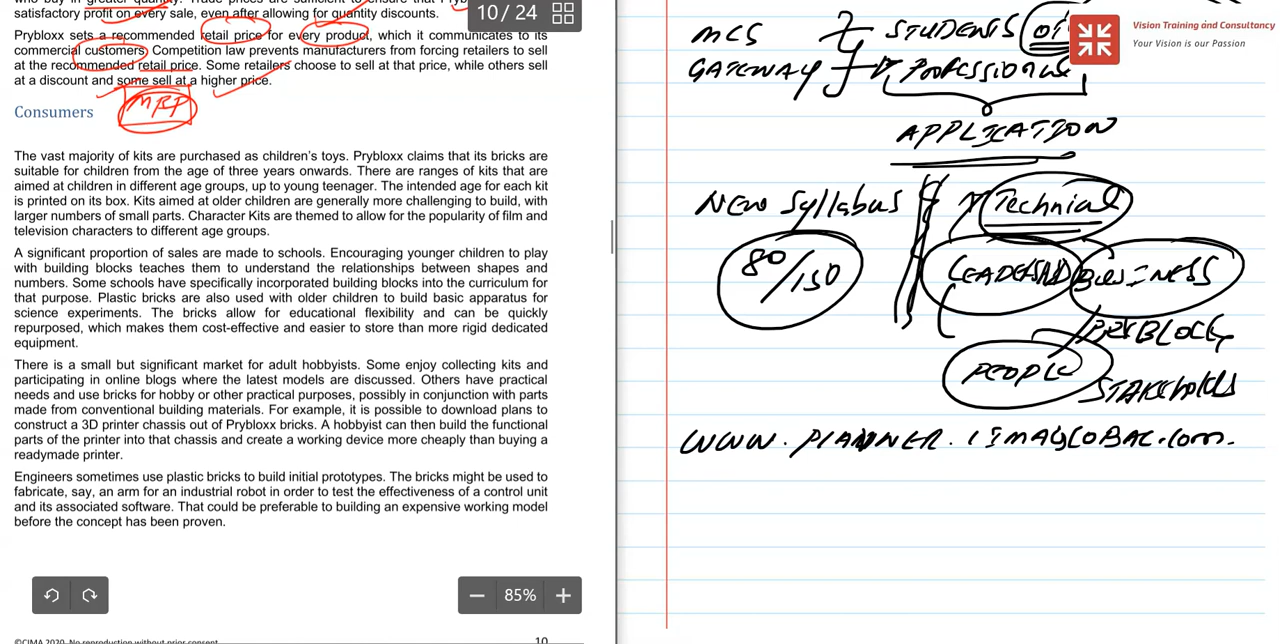 who buy in greater quantity. Trade prices are sufficient to ensure that
satisfactory profit on every sale, even after allowing for quantity discounts.
10 / 24
Prybloxx sets a recommended retail price for every product, which it communicates to its
commercial customers. Competition law prevents manufacturers from forcing retailers to sell
at the recommended retail price. Some retailers choose to sell at that price, while others sell
at a discount and some sell at a higher price.
MRP
Consumers
The vast majority of kits are purchased as children's toys. Prybloxx claims that its bricks are
suitable for children from the age of three years onwards. There are ranges of kits that are
aimed at children in different age groups, up to young teenager. The intended age for each kit
is printed on its box. Kits aimed at older children are generally more challenging to build, with
larger numbers of small parts. Character Kits are themed to allow for the popularity of film and
television characters to different age groups.
A significant proportion of sales are made to schools. Encouraging younger children to play
with building blocks teaches them to understand the relationships between shapes and
numbers. Some schools have specifically incorporated building blocks into the curriculum for
that purpose. Plastic bricks are also used with older children to build basic apparatus for
science experiments. The bricks allow for educational flexibility and can be quickly
repurposed, which makes them cost-effective and easier to store than more rigid dedicated
equipment.
There is a small but significant market for adult hobbyists. Some enjoy collecting kits and
participating in online blogs where the latest models are discussed. Others have practical
needs and use bricks for hobby or other practical purposes, possibly in conjunction with parts
made from conventional building materials. For example, it is possible to download plans to
construct a 3D printer chassis out of Prybloxx bricks. A hobbyist can then build the functional
parts of the printer into that chassis and create a working device more cheaply than buying a
readymade printer.
Engineers sometimes use plastic bricks to build initial prototypes. The bricks might be used to
fabricate, say, an arm for an industrial robot in order to test the effectiveness of a control unit
and its associated software. That could be preferable to building an expensive working model
before the concept has been proven.
85%
©CIMA 2020. No reproduction without prior consent.
10
Vision Training and Consultancy
Your Vision is our Passion
MCS STUDENTS
GATEWAY PROFESSIONALS
APPLICATION
NEW Syllabus Technical
80/150 LEADERSHIP BUSINESS
PEOPLE
STAKEHOLDERS